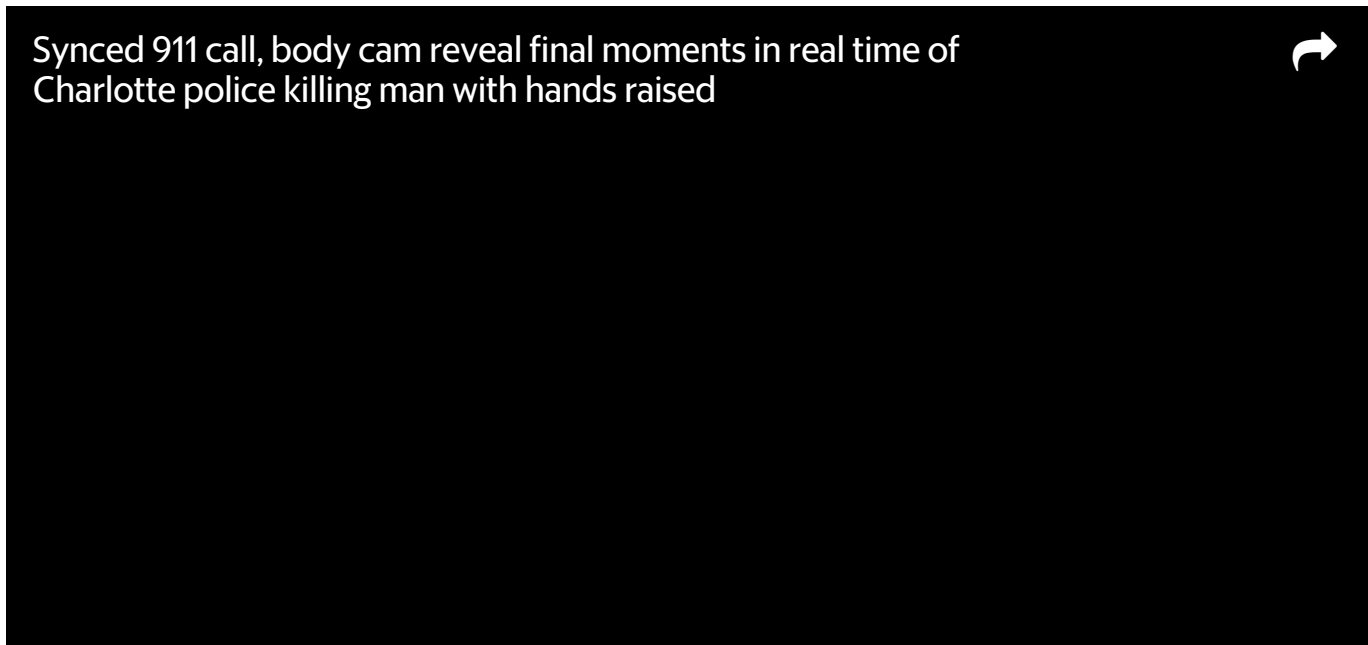 Synced 911 call, body cam reveal final moments in real time of
Charlotte police killing man with hands raised